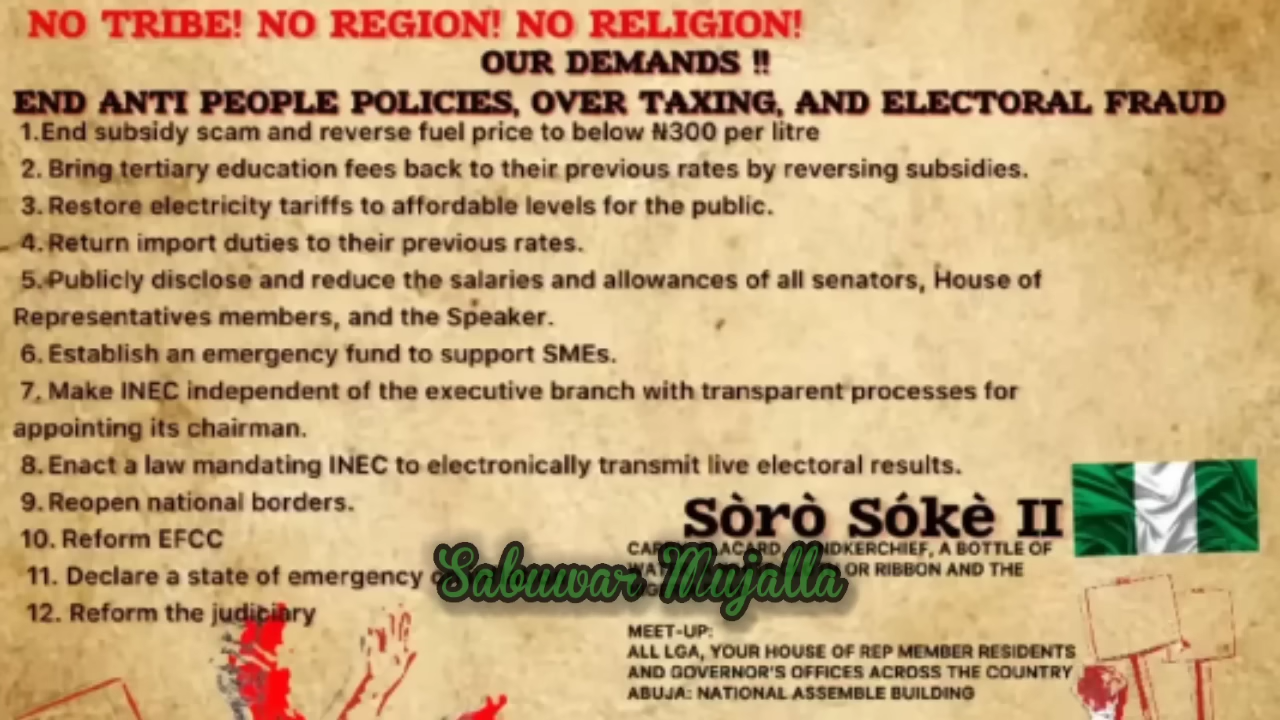 NO TRIBE! NO REGION! NO RELIGION!
OUR DEMANDS !!
END ANTI PEOPLE POLICIES, OVER TAXING, AND ELECTORAL FRAUD
1.End subsidy scam and reverse fuel price to below ₦300 per litre
2. Bring tertiary education fees back to their previous rates by reversing subsidies.
3. Restore electricity tariffs to affordable levels for the public.
4. Return import duties to their previous rates.
5. Publicly disclose and reduce the salaries and allowances of all senators, House of
Representatives members, and the Speaker.
6. Establish an emergency fund to support SMEs.
7. Make INEC independent of the executive branch with transparent processes for
appointing its chairman.
8. Enact a law mandating INEC to electronically transmit live electoral results.
9. Reopen national borders.
10. Reform EFCC
11. Declare a state of emergency
12. Reform the judiciary
Sòrò Sókè II
A BOTTLE OF
OR RIBBON AND THE
Sabuwar Mujalla
MEET-UP:
ALL LGA, YOUR HOUSE OF REP MEMBER RESIDENTS
AND GOVERNOR'S OFFICES ACROSS THE COUNTRY
ABUJA: NATIONAL ASSEMBLE BUILDING